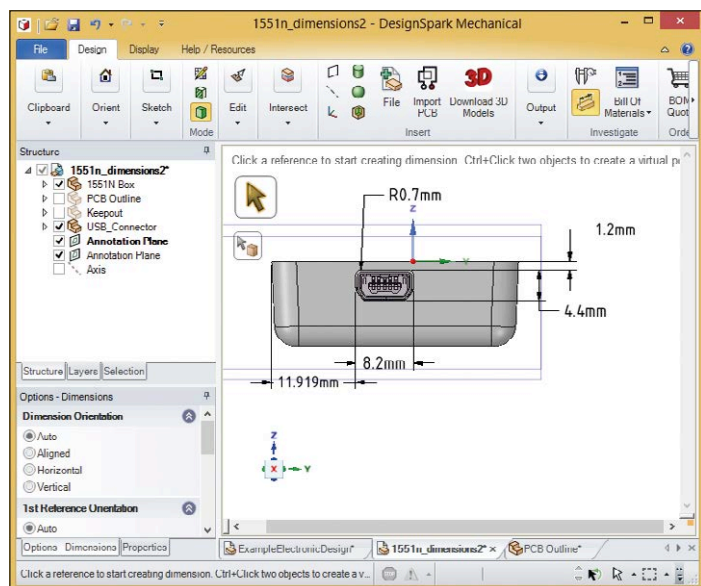 1551n_dimensions2 - DesignSpark Mechanical
File Design Display Help / Resources
Clipboard Orient Sketch Mode Edit Intersect File Import PCB Download 3D Models Insert Output Bill Of Materials Investigate BOM Quot Orde
3D
Structure
Click a reference to start creating dimension. Ctrl+Click two objects to create a virtual p
1551n_dimensions2*
1551N Box
PCB Outline
Keepout
USB_Connector
Annotation Plane
Annotation Plane
Axis
R0.7mm
Z
Y
1.2mm
4.4mm
8.2mm
11.919mm
Structure Layers Selection
Options - Dimensions
Dimension Orientation
Auto
Aligned
Horizontal
Vertical
1st Reference Orientation
Auto
Z
X
Y
Options - Dimensions Properties
ExampleElectronicDesign* 1551n_dimensions2* PCB Outline*
Click a reference to start creating dimension. Ctrl+Click two objects to create a v...